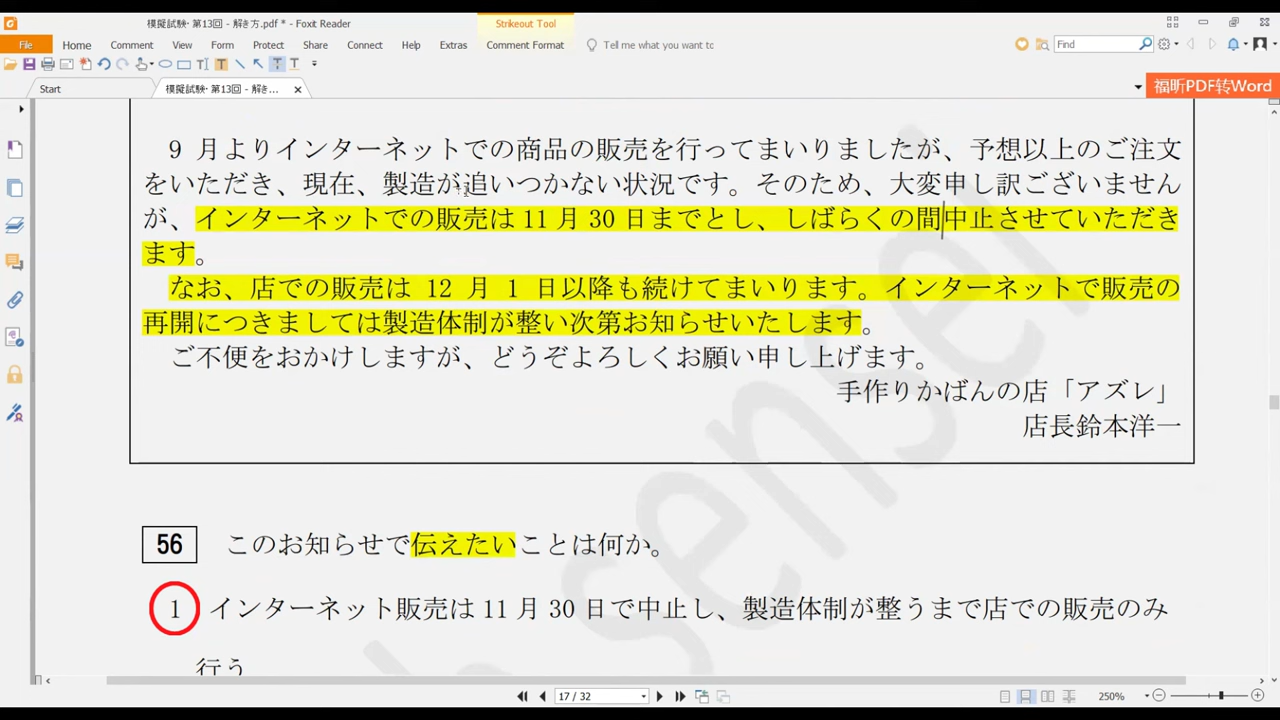 模擬試験· 第13回 - 解き方.pdf * - Foxit Reader
Strikeout Tool
File Home Comment View Form Protect Share Connect Help Extras Comment Format Tell me what you want tc Find
Start 模擬試験· 第13回 - 解き... 福昕PDF转Word
9 月よりインターネットでの商品の販売を行ってまいりましたが、予想以上のご注文
をいただき、現在、製造が追いつかない状況です。そのため、大変申し訳ございません
が、インターネットでの販売は 11 月 30 日までとし、しばらくの間中止させていただき
ます。
なお、店での販売は 12 月 1 日以降も続けてまいります。インターネットで販売の
再開につきましては製造体制が整い次第お知らせいたします。
ご不便をおかけしますが、どうぞよろしくお願い申し上げます。
手作りかばんの店「アズレ」
店長鈴木洋一
56 このお知らせで伝えたいことは何か。
1 インターネット販売は 11 月 30 日で中止し、製造体制が整うまで店での販売のみ
行う
17 / 32 250%